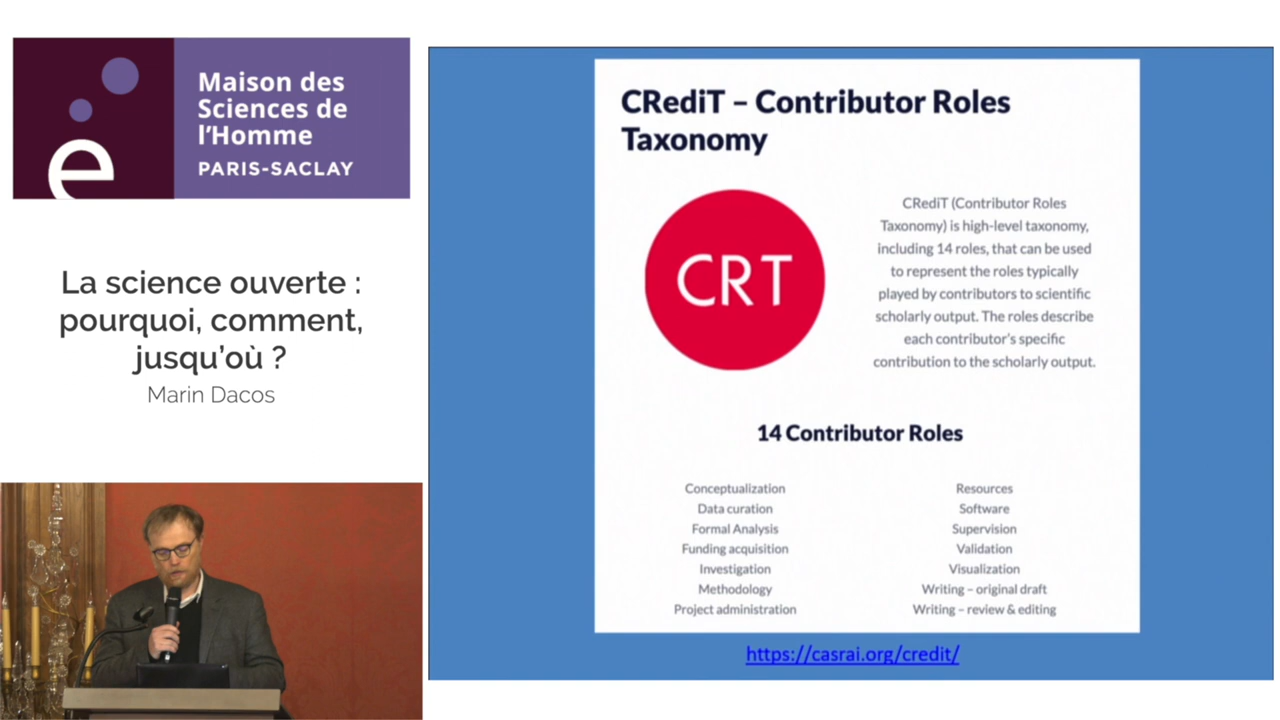 Maison des
Sciences de
l'Homme
PARIS-SACLAY
La science ouverte :
pourquoi, comment,
jusqu'où ?
Marin Dacos
CRediT – Contributor Roles
Taxonomy
CRT
CRediT (Contributor Roles
Taxonomy) is high-level taxonomy,
including 14 roles, that can be used
to represent the roles typically
played by contributors to scientific
scholarly output. The roles describe
each contributor's specific
contribution to the scholarly output.
14 Contributor Roles
Conceptualization
Data curation
Formal Analysis
Funding acquisition
Investigation
Methodology
Project administration
Resources
Software
Supervision
Validation
Visualization
Writing – original draft
Writing – review & editing
https://casrai.org/credit/